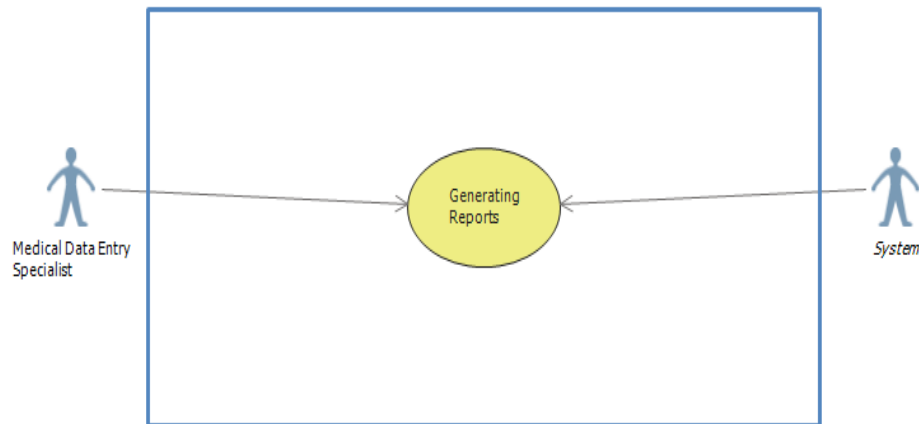 Generating
Reports
Medical Data Entry
Specialist
System